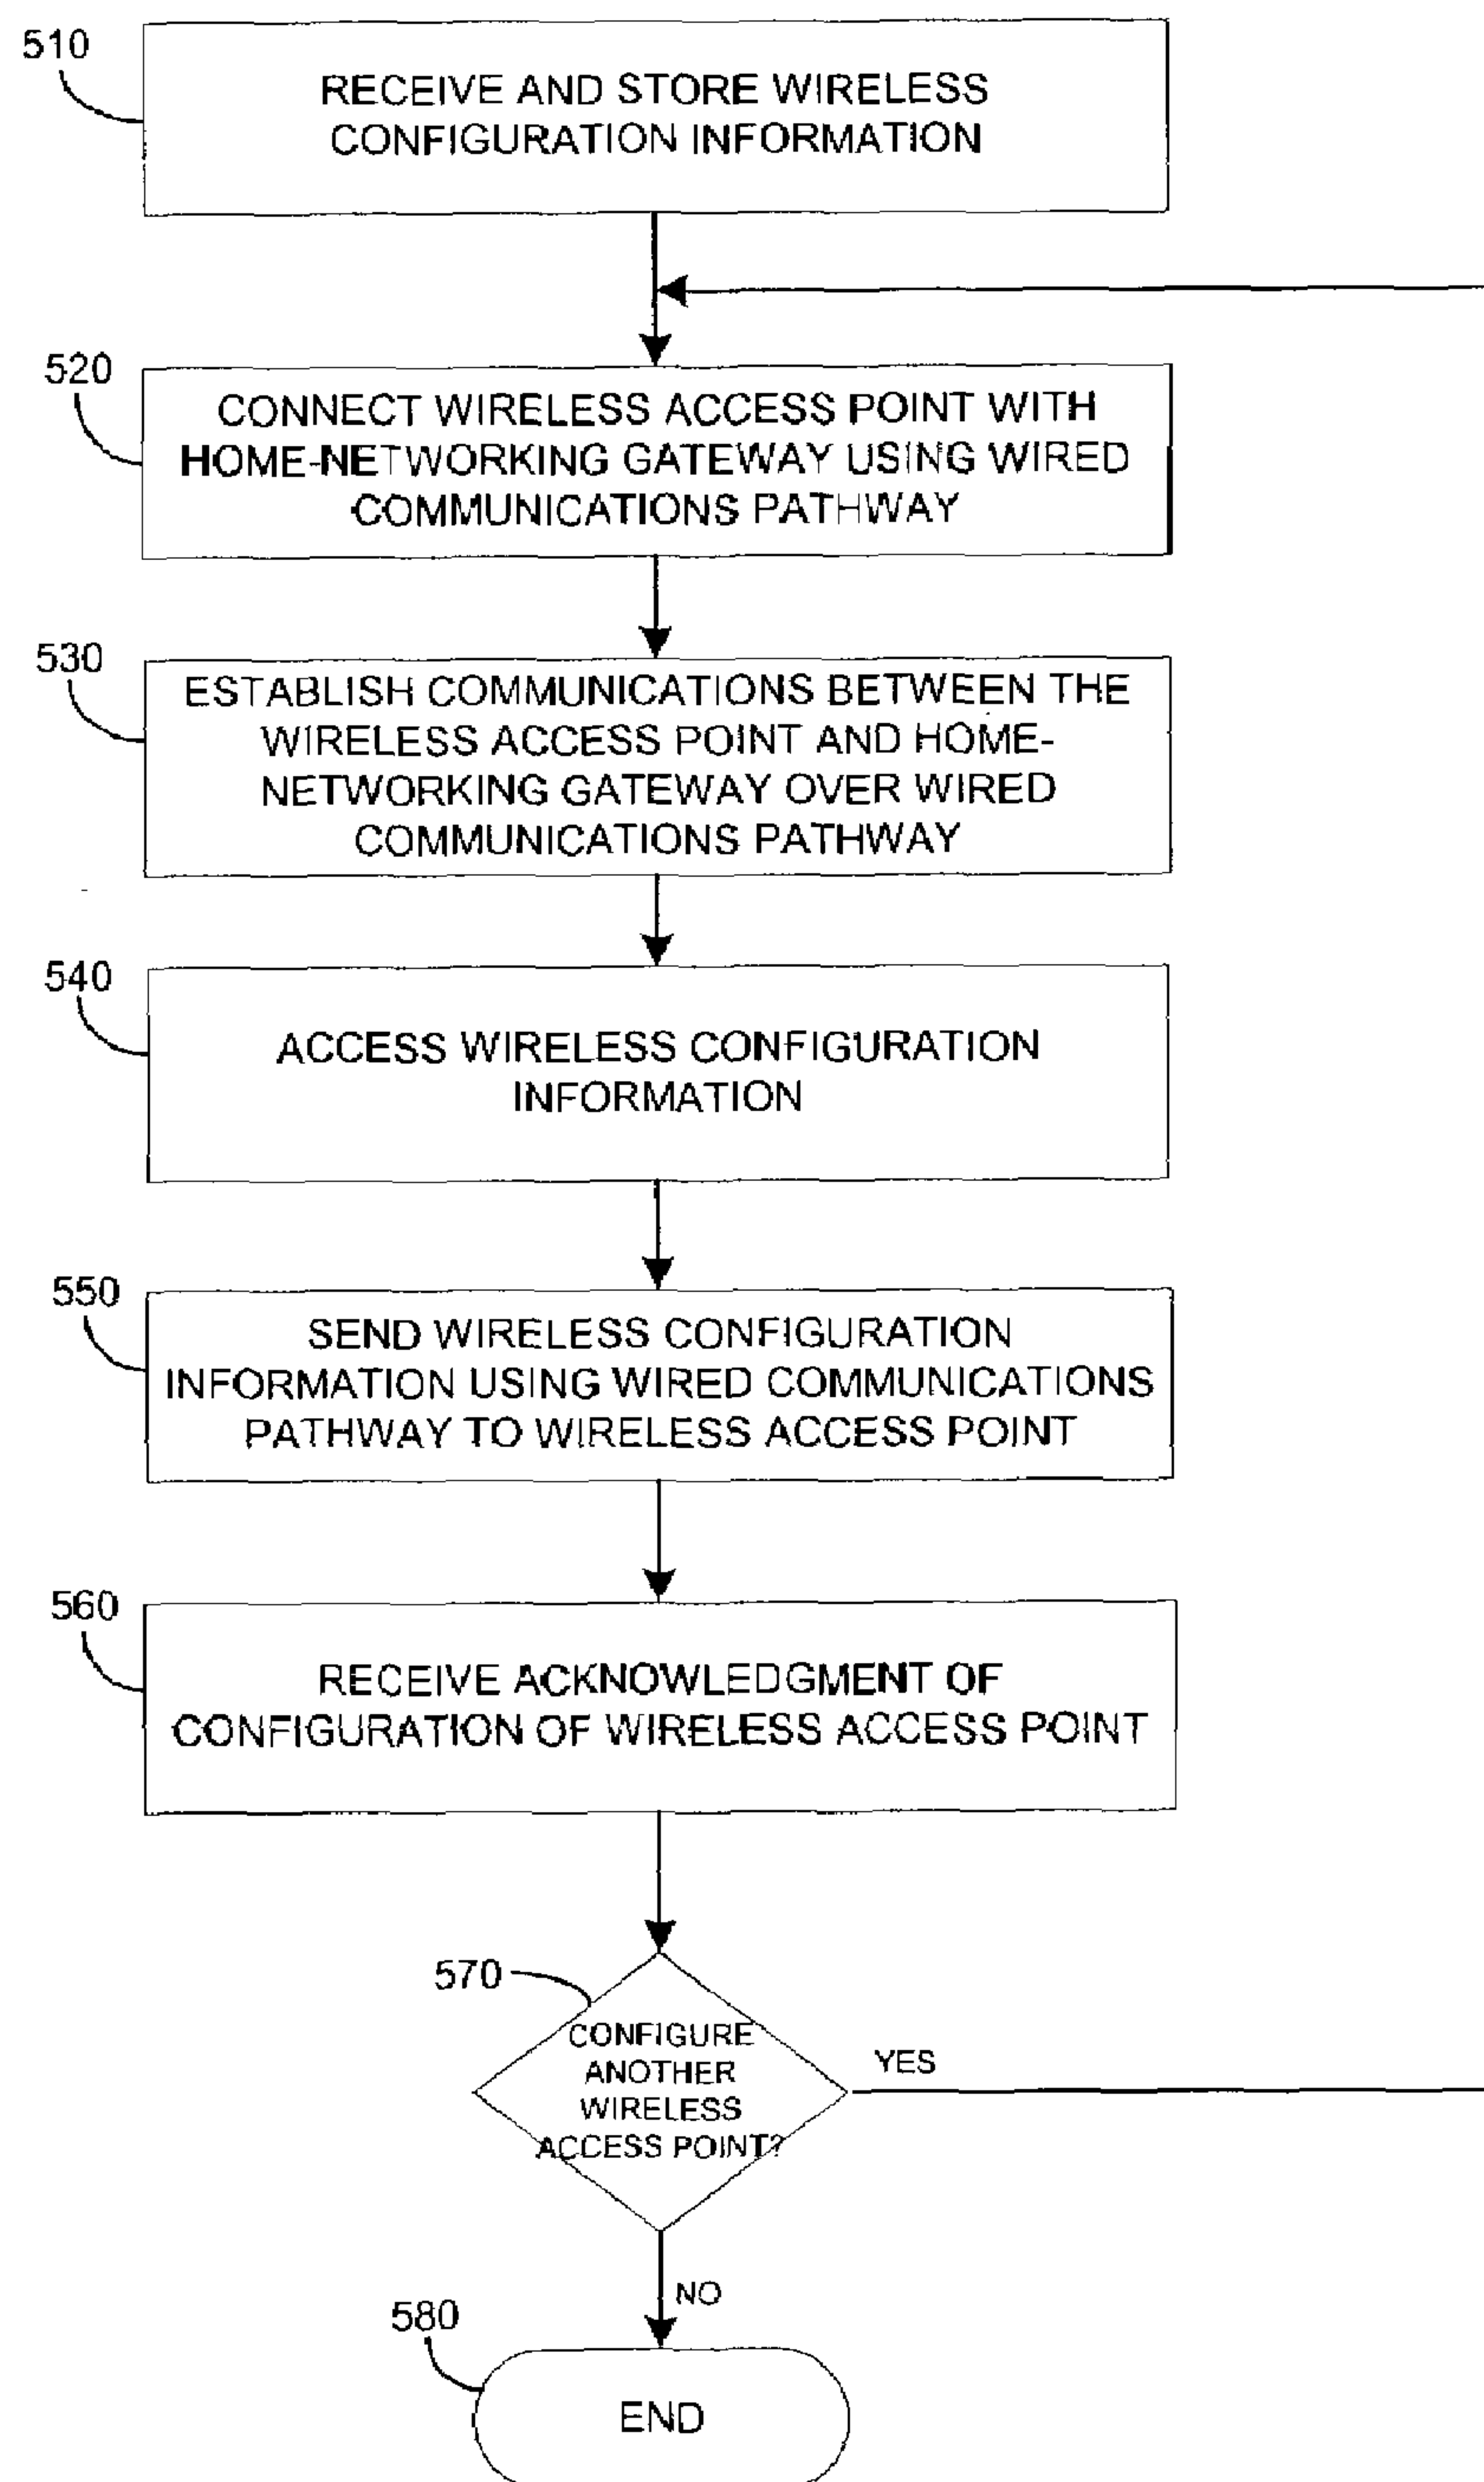 510
RECEIVE AND STORE WIRELESS
CONFIGURATION INFORMATION
520
CONNECT WIRELESS ACCESS POINT WITH
HOME-NETWORKING GATEWAY USING WIRED
COMMUNICATIONS PATHWAY
530
ESTABLISH COMMUNICATIONS BETWEEN THE
WIRELESS ACCESS POINT AND HOME-
NETWORKING GATEWAY OVER WIRED
COMMUNICATIONS PATHWAY
540
ACCESS WIRELESS CONFIGURATION
INFORMATION
550
SEND WIRELESS CONFIGURATION
INFORMATION USING WIRED COMMUNICATIONS
PATHWAY TO WIRELESS ACCESS POINT
560
RECEIVE ACKNOWLEDGMENT OF
CONFIGURATION OF WIRELESS ACCESS POINT
570
CONFIGURE
ANOTHER
WIRELESS
ACCESS POINT?
YES
NO
580
END